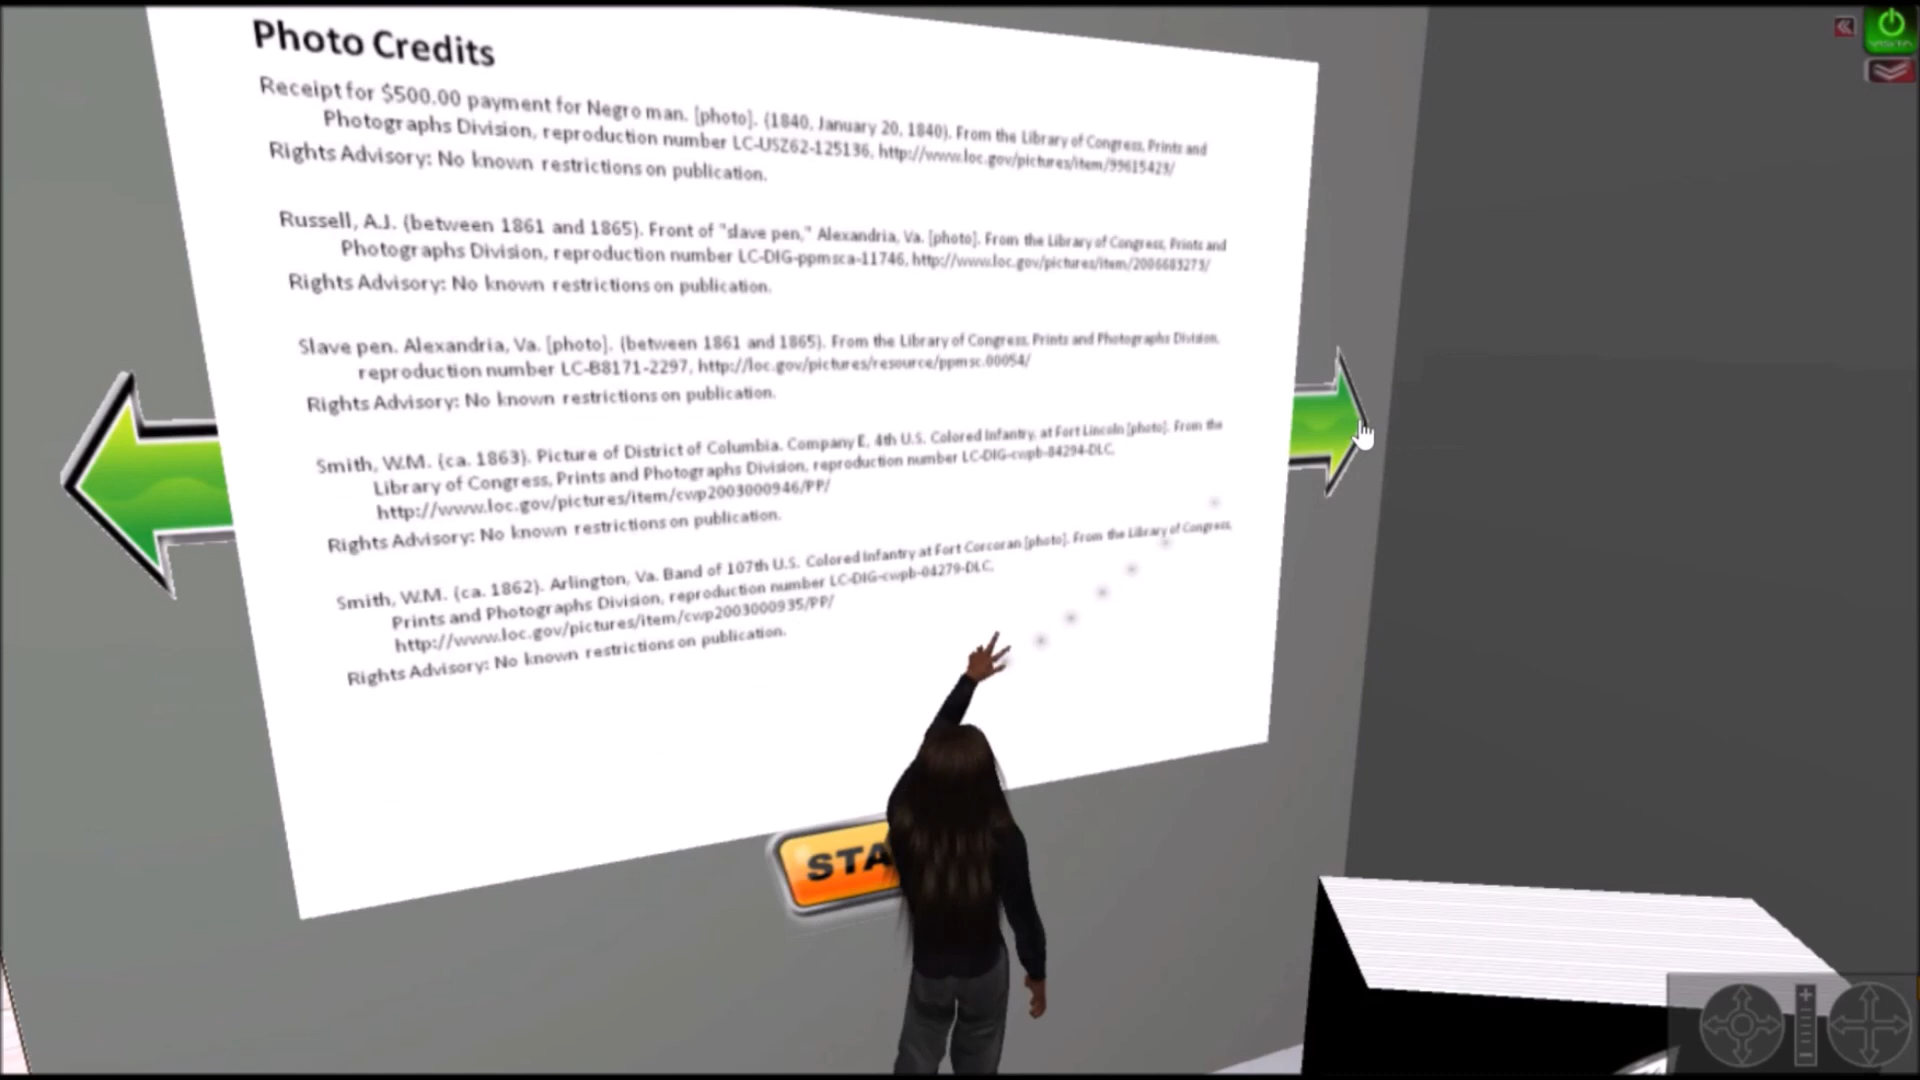 Photo Credits
Receipt for $500.00 payment for Negro man. [photo]. (1840, January 20, 1840). From the Library of Congress, Prints and
Photographs Division, reproduction number LC-USZ62-125136, http://www.loc.gov/pictures/item/99615423/
Rights Advisory: No known restrictions on publication.
Russell, A.J. (between 1861 and 1865). Front of "slave pen," Alexandria, Va. [photo]. From the Library of Congress, Prints and
Photographs Division, reproduction number LC-DIG-ppmsca-11746, http://www.loc.gov/pictures/item/2006683273/
Rights Advisory: No known restrictions on publication.
Slave pen. Alexandria, Va. [photo]. (between 1861 and 1865). From the Library of Congress, Prints and Photographs Division,
reproduction number LC-B8171-2297, http://loc.gov/pictures/resource/ppmsc.00054/
Rights Advisory: No known restrictions on publication.
Smith, W.M. (ca. 1863). Picture of District of Columbia. Company E, 4th U.S. Colored Infantry, at Fort Lincoln [photo]. From the
Library of Congress, Prints and Photographs Division, reproduction number LC-DIG-cwpb-04294-DLC,
http://www.loc.gov/pictures/item/cwp2003000946/PP/
Rights Advisory: No known restrictions on publication.
Smith, W.M. (ca. 1862). Arlington, Va. Band of 107th U.S. Colored Infantry at Fort Corcoran [photo]. From the Library of Congress,
Prints and Photographs Division, reproduction number LC-DIG-cwpb-04279-DLC,
http://www.loc.gov/pictures/item/cwp2003000935/PP/
Rights Advisory: No known restrictions on publication.
STA